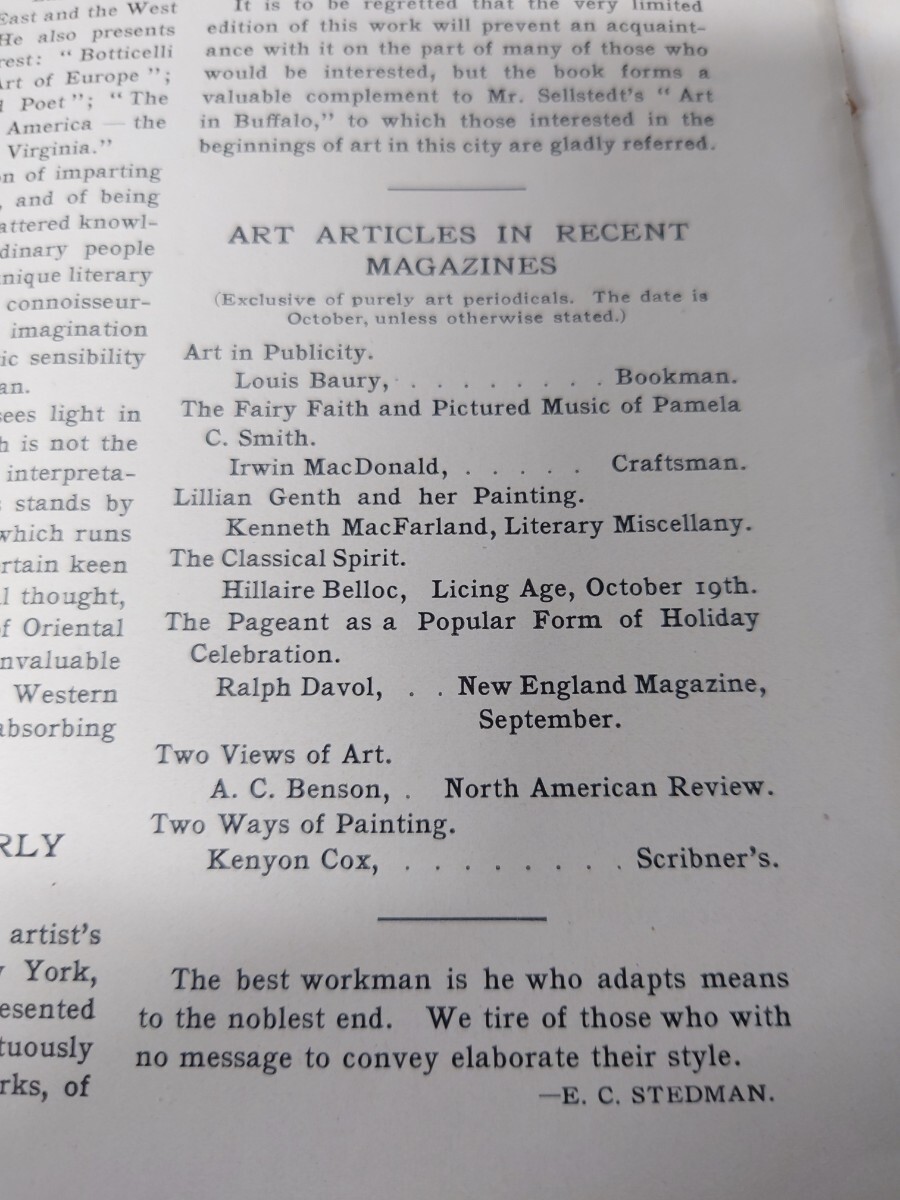 East and the West
He also presents
rest: “ Botticelli
Art of Europe ”;
Poet ”; “ The
America — the
Virginia.”
n of imparting
, and of being
attered knowl-
dinary people
nique literary
connoisseur-
imagination
ic sensibility
an.
sees light in
h is not the
interpreta-
stands by
which runs
rtain keen
l thought,
f Oriental
nvaluable
Western
absorbing
RLY
artist's
York,
esented
tuously
rks, of
It is to be regretted that the very limited
edition of this work will prevent an acquaint-
ance with it on the part of many of those who
would be interested, but the book forms a
valuable complement to Mr. Sellstedt's “ Art
in Buffalo,” to which those interested in the
beginnings of art in this city are gladly referred.
ART ARTICLES IN RECENT
MAGAZINES
(Exclusive of purely art periodicals. The date is
October, unless otherwise stated.)
Art in Publicity.
Louis Baury, . . . . . . . . Bookman.
The Fairy Faith and Pictured Music of Pamela
C. Smith.
Irwin MacDonald, . . . . . Craftsman.
Lillian Genth and her Painting.
Kenneth MacFarland, Literary Miscellany.
The Classical Spirit.
Hillaire Belloc, Licing Age, October 19th.
The Pageant as a Popular Form of Holiday
Celebration.
Ralph Davol, . . New England Magazine,
September.
Two Views of Art.
A. C. Benson, . North American Review.
Two Ways of Painting.
Kenyon Cox, . . . . . . . . Scribner's.
The best workman is he who adapts means
to the noblest end. We tire of those who with
no message to convey elaborate their style.
—E. C. STEDMAN.